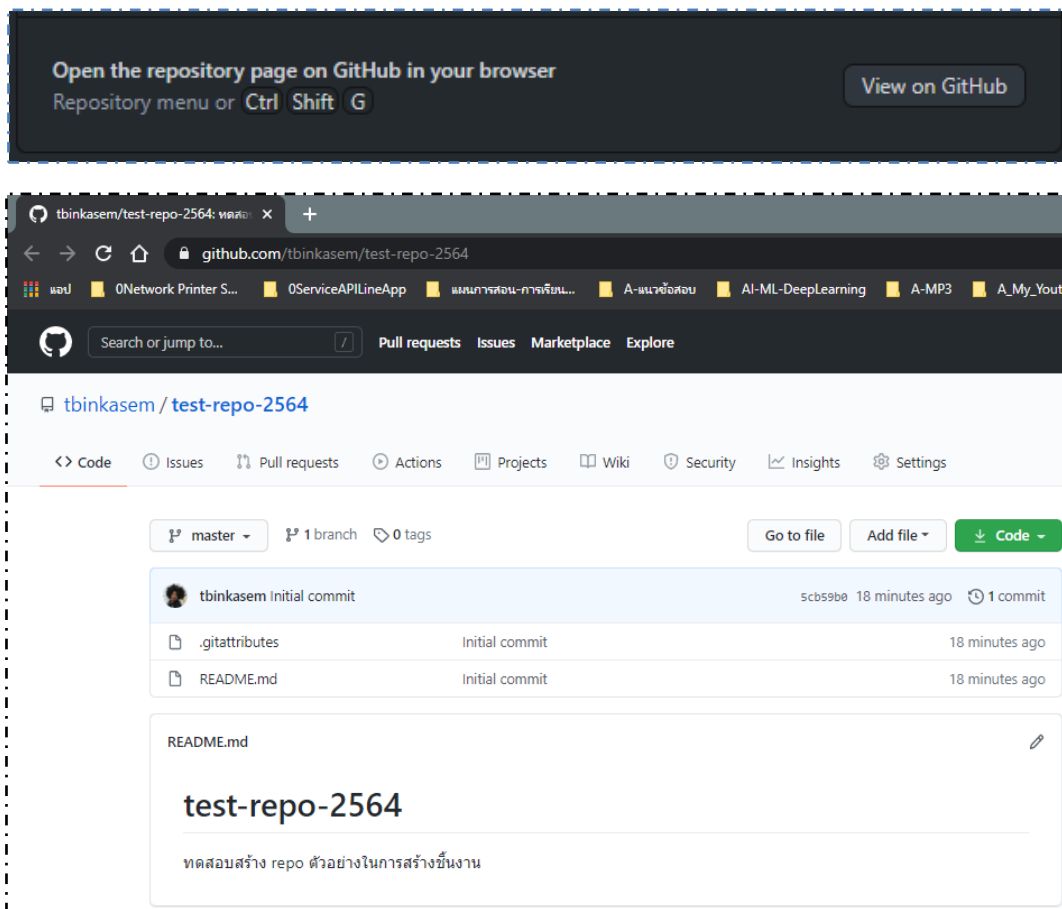 Open the repository page on GitHub in your browser
Repository menu or Ctrl Shift G
View on GitHub
tbinkasem/test-repo-2564: ทดสอ
github.com/tbinkasem/test-repo-2564
แอป 0Network Printer S... 0ServiceAPILineApp แผนการสอน-การเรียน... A-แนวข้อสอบ AI-ML-DeepLearning A-MP3 A_My_Yout
Search or jump to... / Pull requests Issues Marketplace Explore
tbinkasem / test-repo-2564
<> Code Issues Pull requests Actions Projects Wiki Security Insights Settings
master 1 branch 0 tags Go to file Add file Code
tbinkasem Initial commit 5cb59b0 18 minutes ago 1 commit
.gitattributes Initial commit 18 minutes ago
README.md Initial commit 18 minutes ago
README.md
test-repo-2564
ทดสอบสร้าง repo ตัวอย่างในการสร้างชิ้นงาน